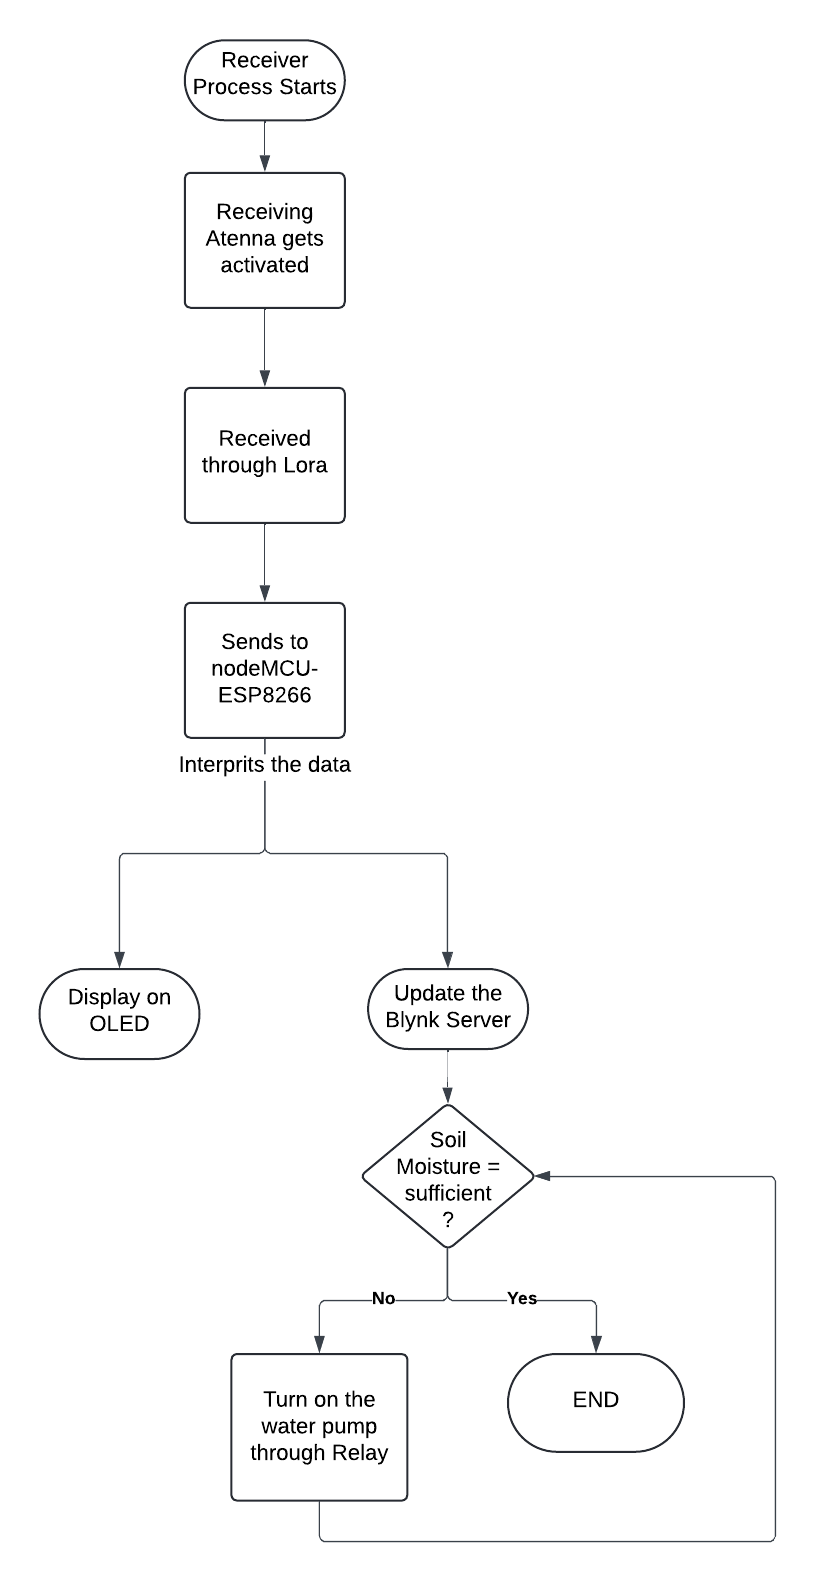 Receiver
Process Starts
Receiving
Atenna gets
activated
Received
through Lora
Sends to
nodeMCU-
ESP8266
Interprits the data
Display on
OLED
Update the
Blynk Server
Soil
Moisture =
sufficient
?
No
Yes
Turn on the
water pump
through Relay
END